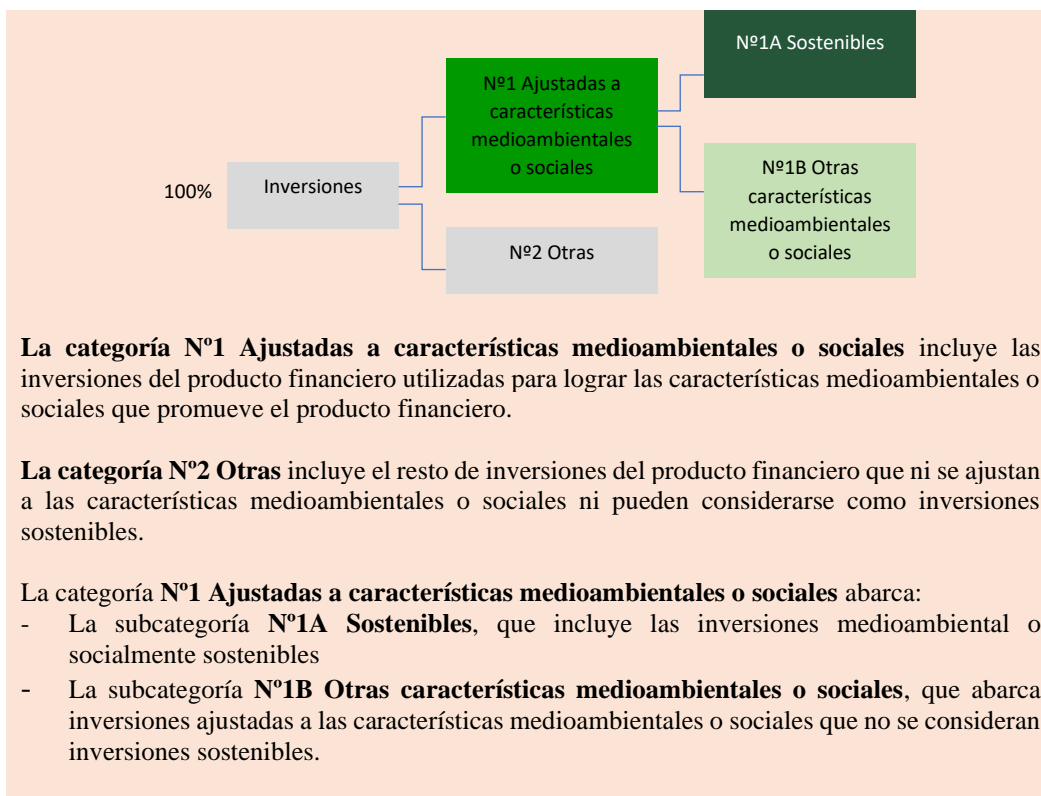 Nº1A Sostenibles
Nº1 Ajustadas a
características
medioambientales
o sociales
Nº1B Otras
características
medioambientales
o sociales
100%
Inversiones
Nº2 Otras
La categoría Nº1 Ajustadas a características medioambientales o sociales incluye las
inversiones del producto financiero utilizadas para lograr las características medioambientales o
sociales que promueve el producto financiero.
La categoría Nº2 Otras incluye el resto de inversiones del producto financiero que ni se ajustan
a las características medioambientales o sociales ni pueden considerarse como inversiones
sostenibles.
La categoría Nº1 Ajustadas a características medioambientales o sociales abarca:
- La subcategoría Nº1A Sostenibles, que incluye las inversiones medioambiental o
socialmente sostenibles
- La subcategoría Nº1B Otras características medioambientales o sociales, que abarca
inversiones ajustadas a las características medioambientales o sociales que no se consideran
inversiones sostenibles.